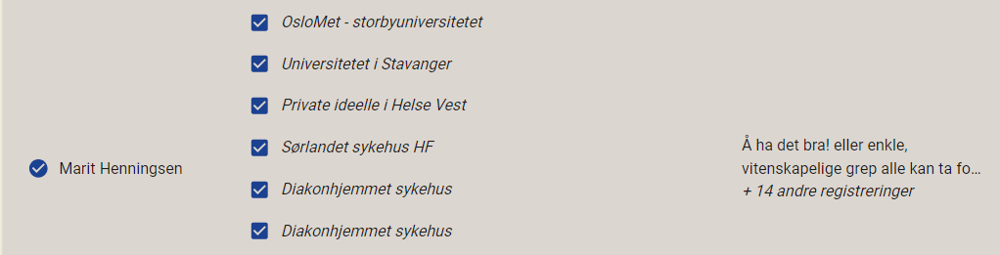 OsloMet - storbyuniversitetet
Universitetet i Stavanger
Private ideelle i Helse Vest
Sørlandet sykehus HF
Marit Henningsen
Diakonhjemmet sykehus
Diakonhjemmet sykehus
Å ha det bra! eller enkle,
vitenskapelige grep alle kan ta fo...
+ 14 andre registreringer